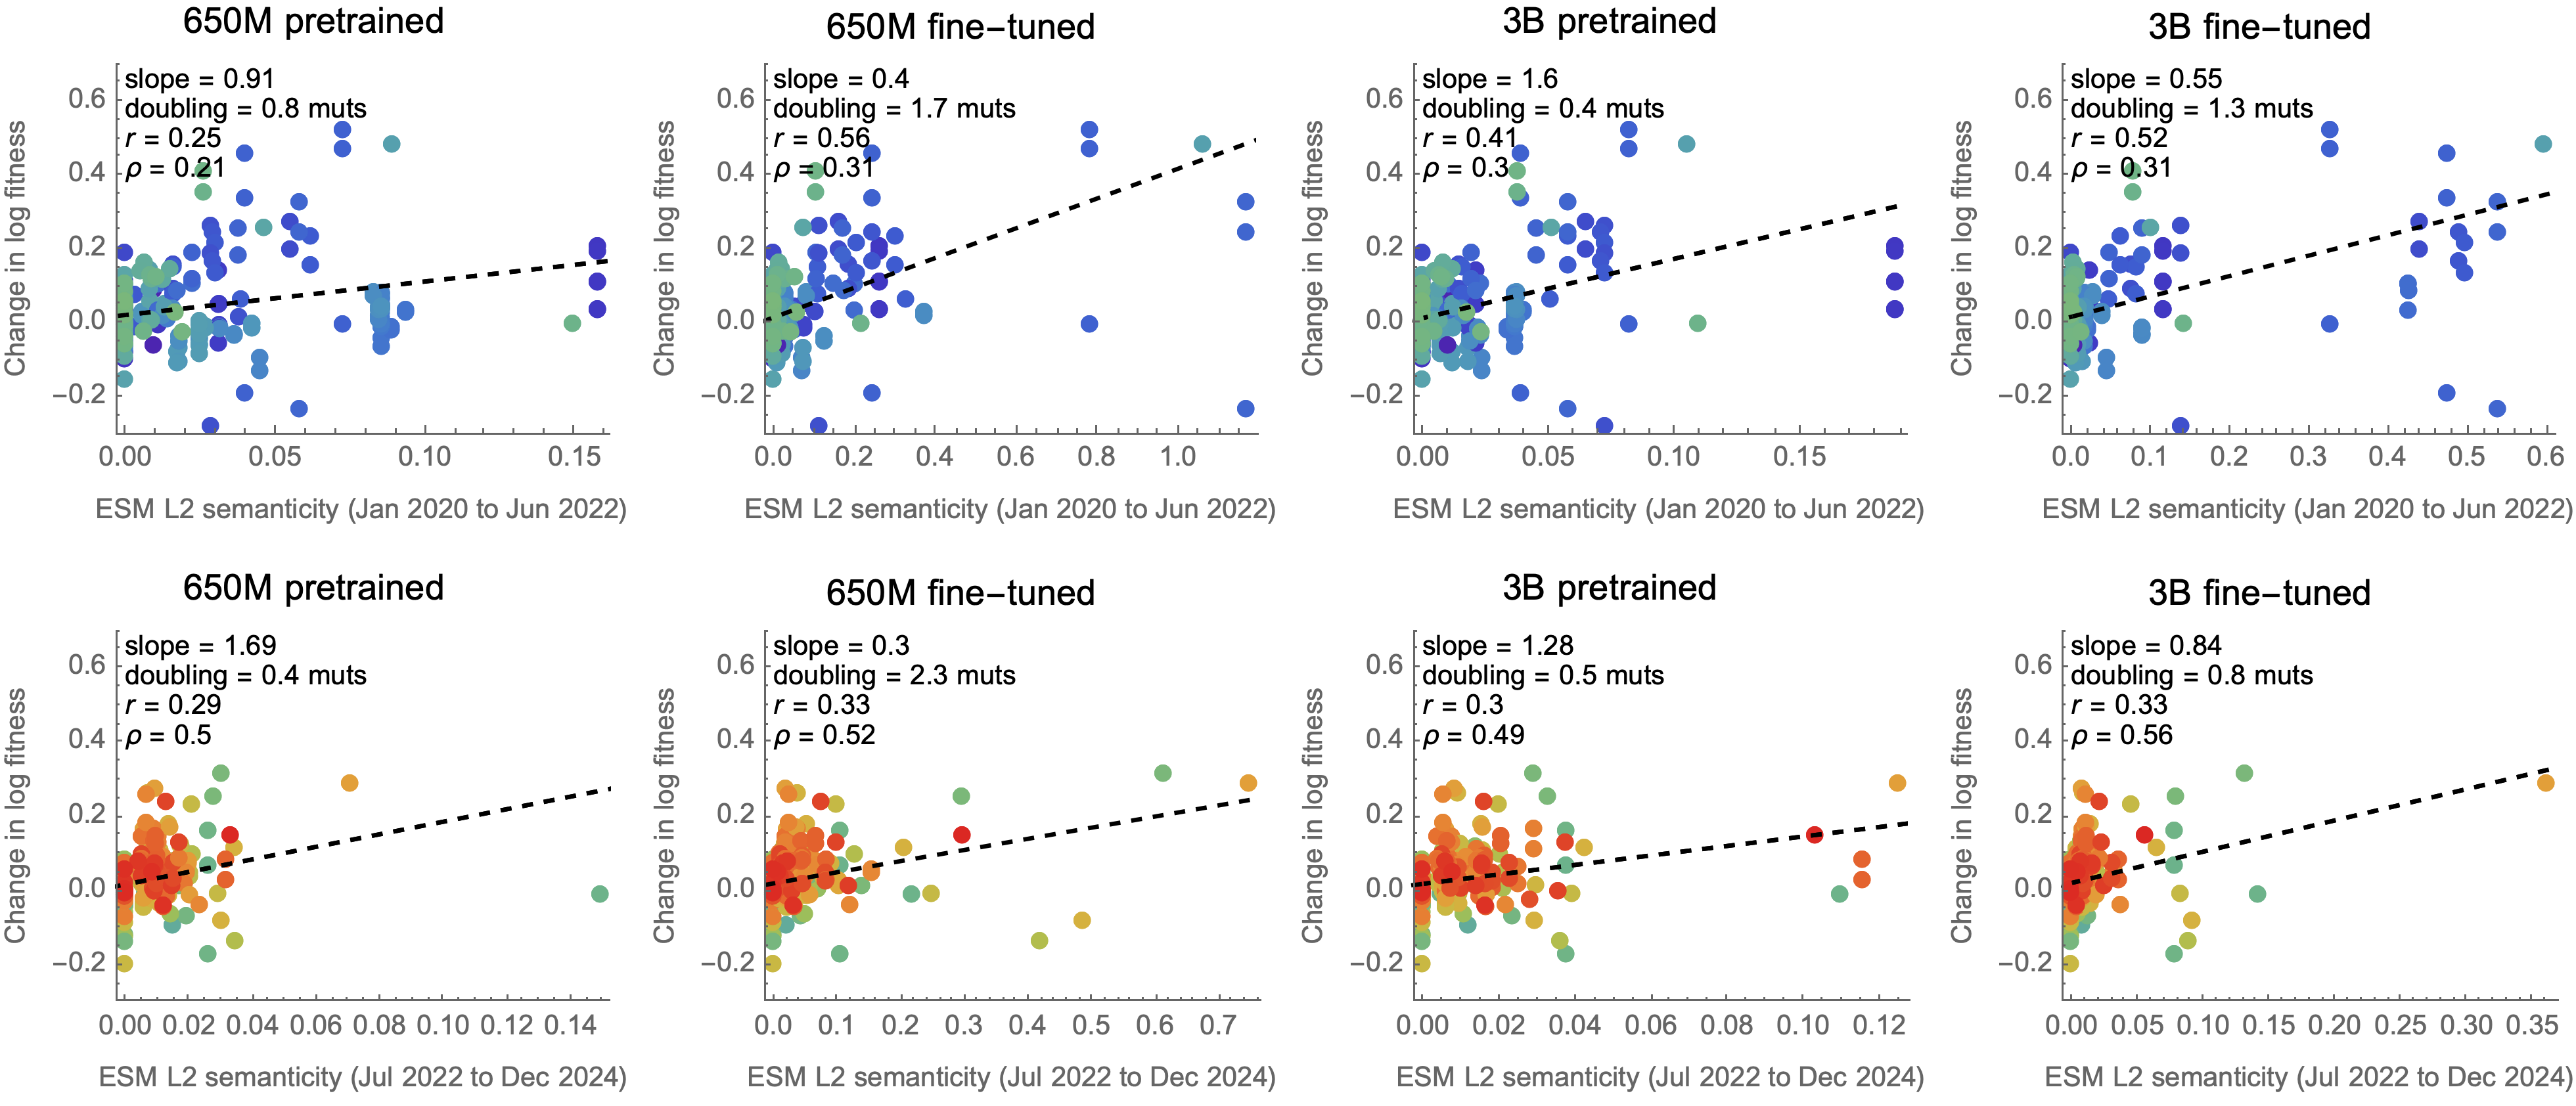 650M pretrained
slope = 0.91
doubling = 0.8 muts
r = 0.25
ρ = 0.21
0.6
0.4
0.2
0.0
−0.2
Change in log fitness
0.00 0.05 0.10 0.15
ESM L2 semanticity (Jan 2020 to Jun 2022)
650M fine−tuned
slope = 0.4
doubling = 1.7 muts
r = 0.56
ρ = 0.31
0.6
0.4
0.2
0.0
−0.2
Change in log fitness
0.0 0.2 0.4 0.6 0.8 1.0
ESM L2 semanticity (Jan 2020 to Jun 2022)
3B pretrained
slope = 1.6
doubling = 0.4 muts
r = 0.41
ρ = 0.3
0.6
0.4
0.2
0.0
−0.2
Change in log fitness
0.00 0.05 0.10 0.15
ESM L2 semanticity (Jan 2020 to Jun 2022)
3B fine−tuned
slope = 0.55
doubling = 1.3 muts
r = 0.52
ρ = 0.31
0.6
0.4
0.2
0.0
−0.2
Change in log fitness
0.0 0.1 0.2 0.3 0.4 0.5 0.6
ESM L2 semanticity (Jan 2020 to Jun 2022)
650M pretrained
slope = 1.69
doubling = 0.4 muts
r = 0.29
ρ = 0.5
0.6
0.4
0.2
0.0
−0.2
Change in log fitness
0.00 0.02 0.04 0.06 0.08 0.10 0.12 0.14
ESM L2 semanticity (Jul 2022 to Dec 2024)
650M fine−tuned
slope = 0.3
doubling = 2.3 muts
r = 0.33
ρ = 0.52
0.6
0.4
0.2
0.0
−0.2
Change in log fitness
0.0 0.1 0.2 0.3 0.4 0.5 0.6 0.7
ESM L2 semanticity (Jul 2022 to Dec 2024)
3B pretrained
slope = 1.28
doubling = 0.5 muts
r = 0.3
ρ = 0.49
0.6
0.4
0.2
0.0
−0.2
Change in log fitness
0.00 0.02 0.04 0.06 0.08 0.10 0.12
ESM L2 semanticity (Jul 2022 to Dec 2024)
3B fine−tuned
slope = 0.84
doubling = 0.8 muts
r = 0.33
ρ = 0.56
0.6
0.4
0.2
0.0
−0.2
Change in log fitness
0.00 0.05 0.10 0.15 0.20 0.25 0.30 0.35
ESM L2 semanticity (Jul 2022 to Dec 2024)